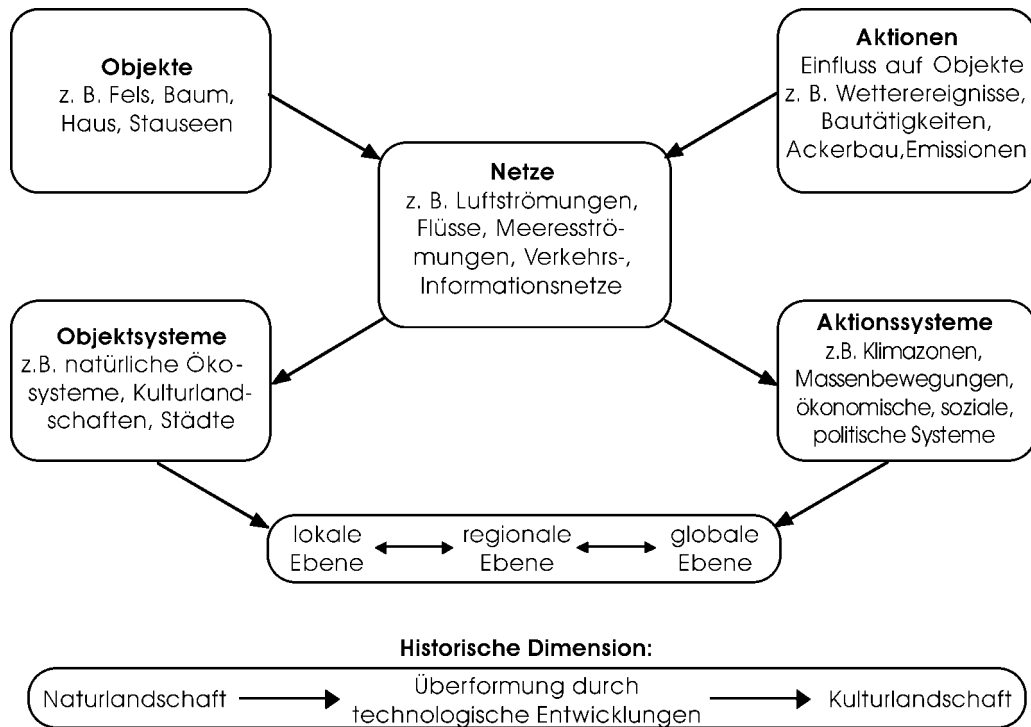 Objekte
z. B. Fels, Baum,
Haus, Stauseen
Aktionen
Einfluss auf Objekte
z. B. Wetterereignisse,
Bautätigkeiten,
Ackerbau,Emissionen
Netze
z. B. Luftströmungen,
Flüsse, Meeresströ-
mungen, Verkehrs-,
Informationsnetze
Objektsysteme
z.B. natürliche Öko-
systeme, Kulturland-
schaften, Städte
Aktionssysteme
z.B. Klimazonen,
Massenbewegungen,
ökonomische, soziale,
politische Systeme
lokale
Ebene
regionale
Ebene
globale
Ebene
Historische Dimension:
Naturlandschaft
Überformung durch
technologische Entwicklungen
Kulturlandschaft